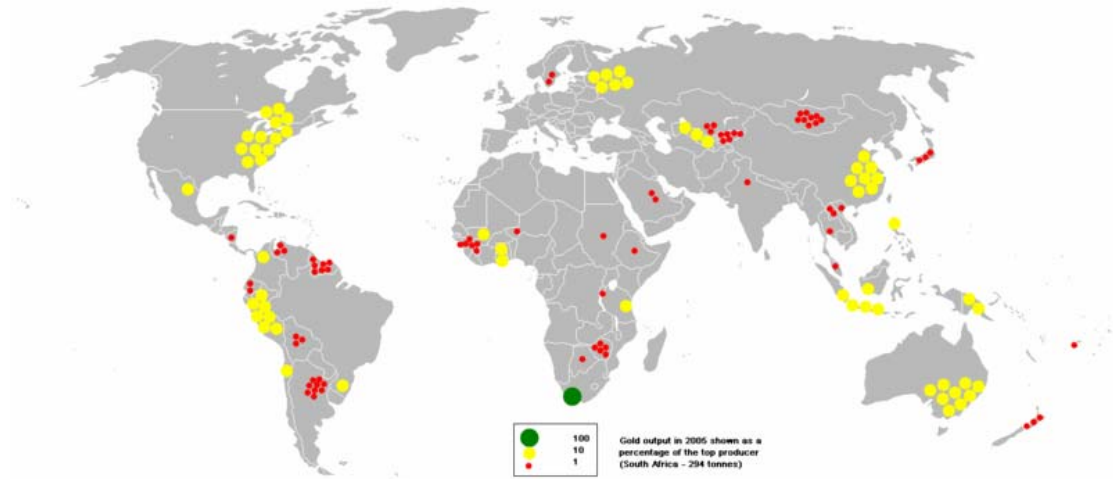 100
10
1
Gold output in 2005 shown as a
percentage of the top producer
(South Africa - 294 tonnes)